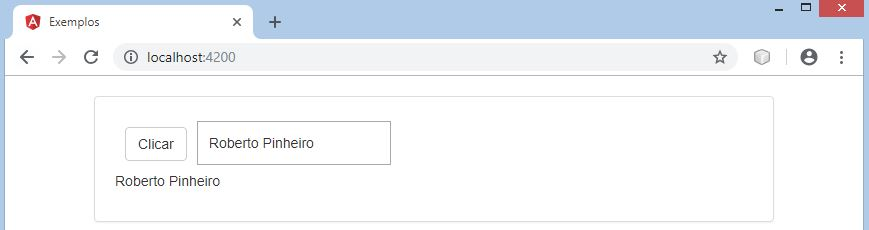 Exemplos
localhost:4200
Clicar Roberto Pinheiro
Roberto Pinheiro